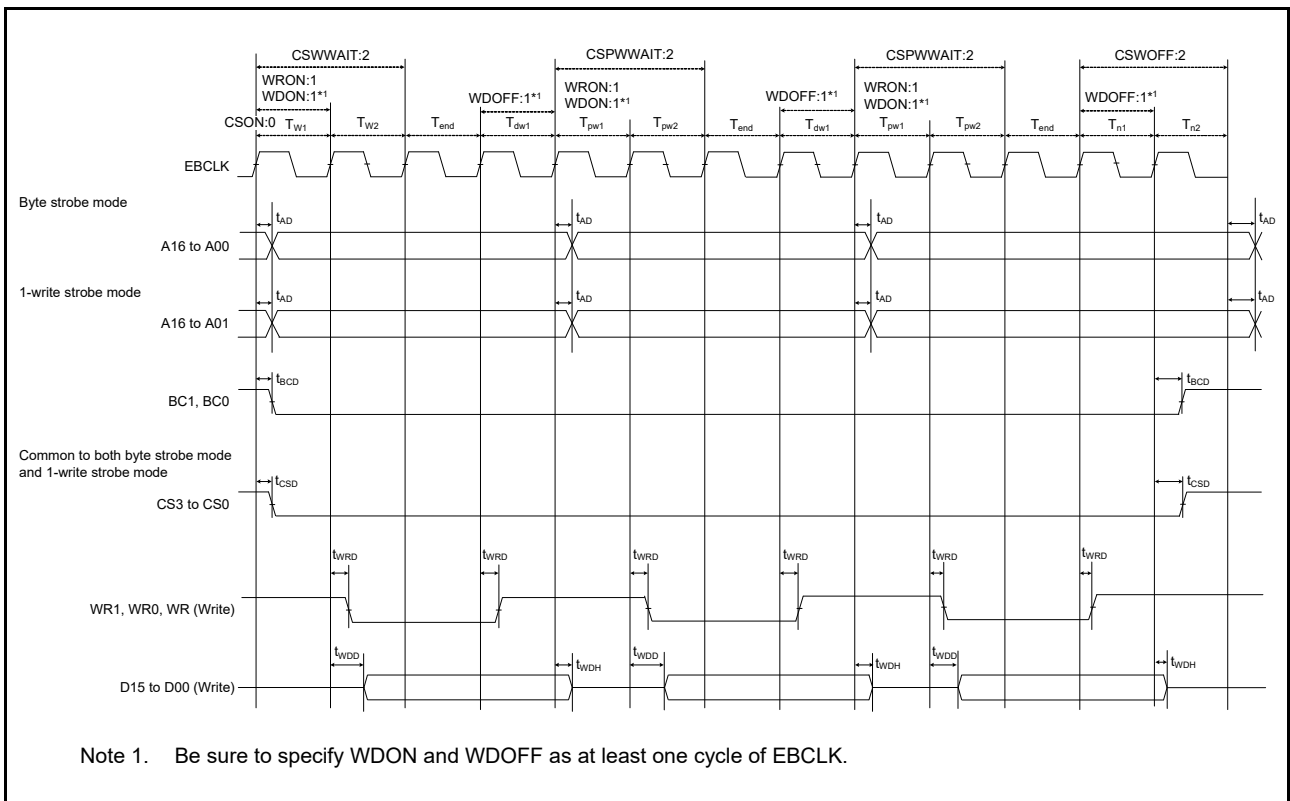 CSWWAIT:2 CSPWWAIT:2 CSPWWAIT:2 CSWOFF:2
WRON:1 WRON:1 WRON:1
WDON:1*1 WDOFF:1*1 WDON:1*1 WDOFF:1*1 WDON:1*1 WDOFF:1*1
CSON:0 TW1 TW2 Tend Tdw1 Tpw1 Tpw2 Tend Tdw1 Tpw1 Tpw2 Tend Tn1 Tn2
EBCLK
Byte strobe mode
tAD tAD tAD tAD
A16 to A00
1-write strobe mode
tAD tAD tAD tAD
A16 to A01
tBCD tBCD
BC1, BC0
Common to both byte strobe mode
and 1-write strobe mode
tCSD tCSD
CS3 to CS0
tWRD tWRD tWRD tWRD tWRD tWRD
WR1, WR0, WR (Write)
tWDD tWDH tWDD tWDH tWDD tWDH
D15 to D00 (Write)
Note 1. Be sure to specify WDON and WDOFF as at least one cycle of EBCLK.